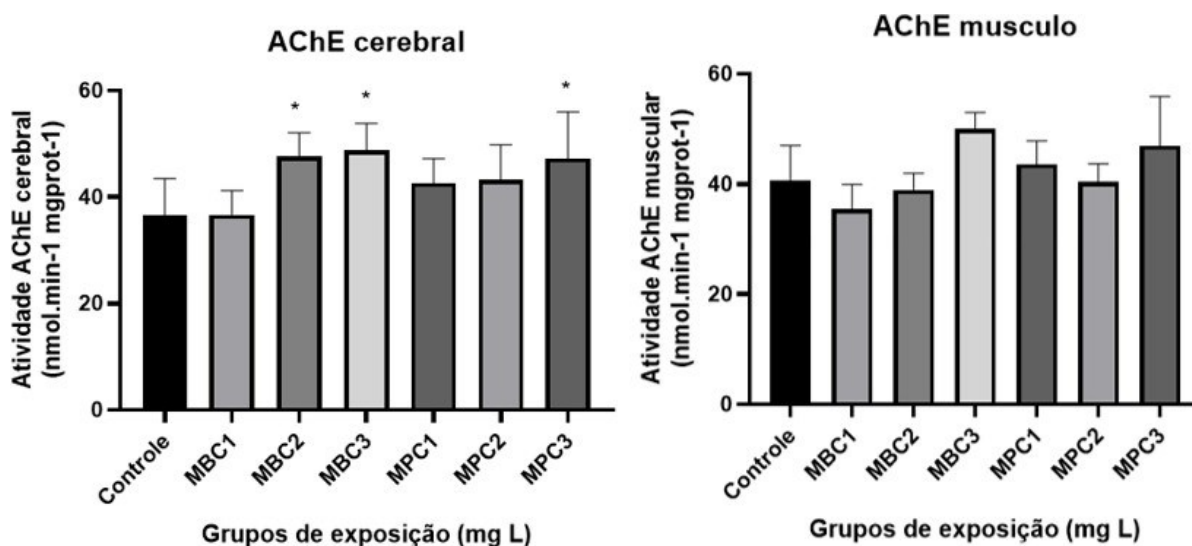 AChE cerebral
Atividade AChE cerebral
(nmol.min-1 mgprot-1)
60
40
20
0
*
*
*
Controle
MBC1
MBC2
MBC3
MPC1
MPC2
MPC3
Grupos de exposição (mg L)
AChE musculo
Atividade AChE muscular
(nmol.min-1 mgprot-1)
60
40
20
0
Controle
MBC1
MBC2
MBC3
MPC1
MPC2
MPC3
Grupos de exposição (mg L)